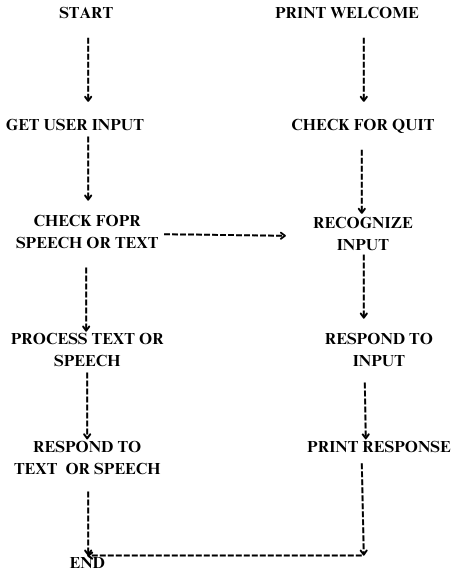 START
PRINT WELCOME
GET USER INPUT
CHECK FOR QUIT
CHECK FOPR
SPEECH OR TEXT
RECOGNIZE
INPUT
PROCESS TEXT OR
SPEECH
RESPOND TO
INPUT
RESPOND TO
TEXT OR SPEECH
PRINT RESPONSE
END